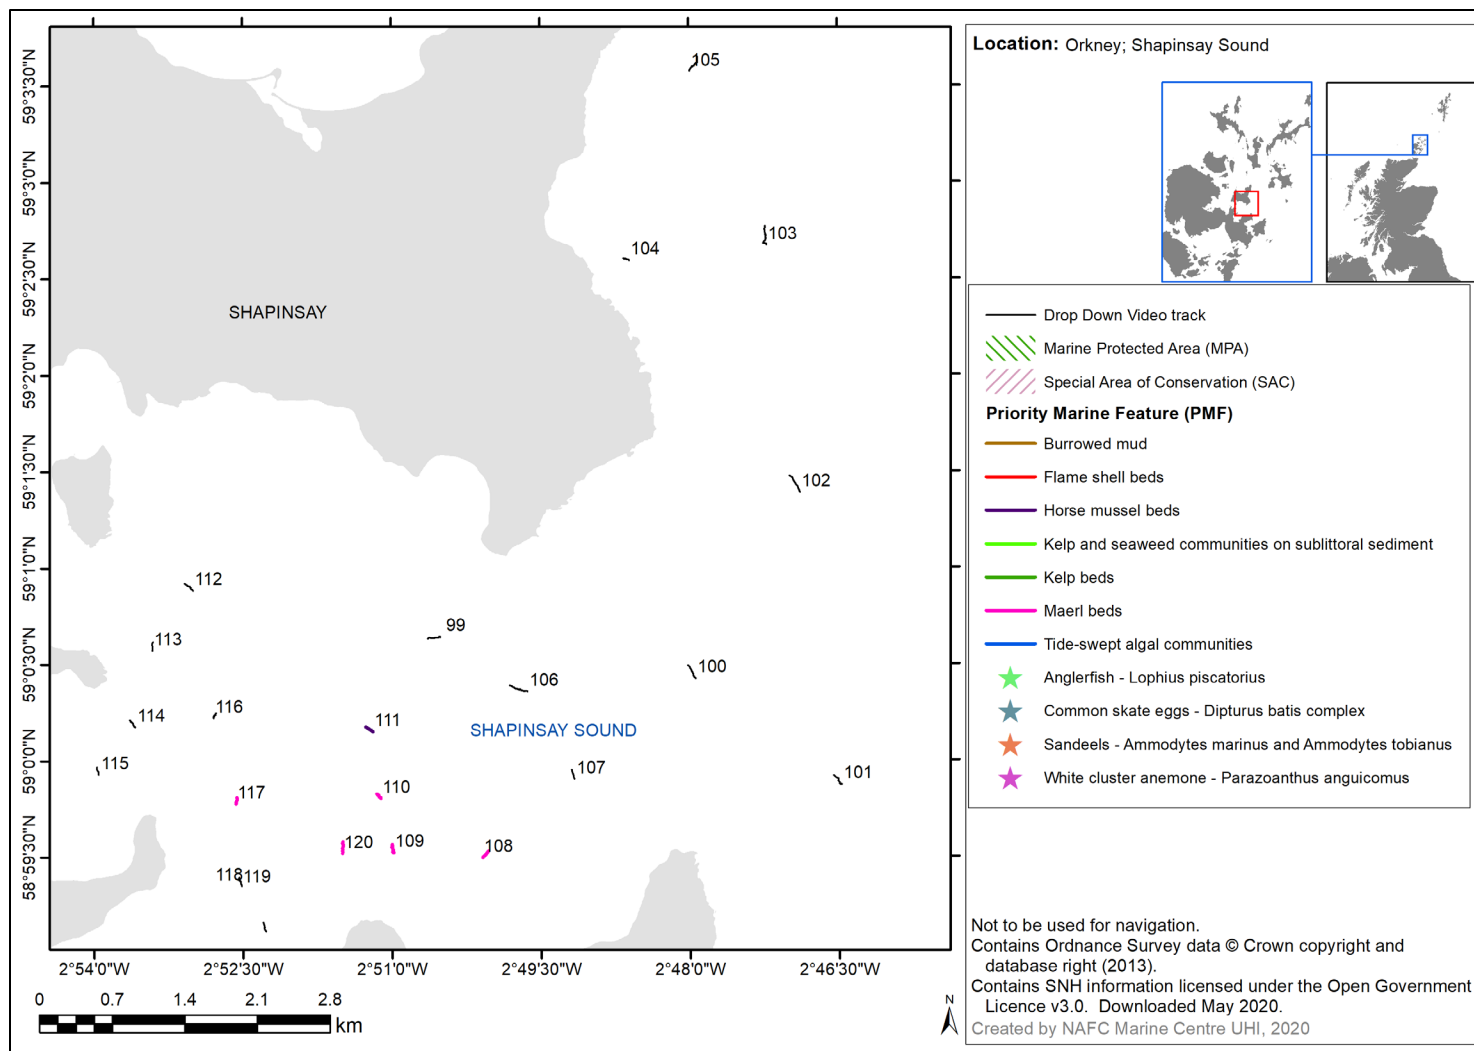 105
103
104
SHAPINSAY
102
112
99
113
106
100
116
114
111
SHAPINSAY SOUND
115
107
101
117
110
120
109
108
118
119
59°3'30"N
59°3'0"N
59°2'30"N
59°2'0"N
59°1'30"N
59°1'0"N
59°0'30"N
59°0'0"N
58°59'30"N
2°54'0"W
2°52'30"W
2°51'0"W
2°49'30"W
2°48'0"W
2°46'30"W
0 0.7 1.4 2.1 2.8
km
N
Location: Orkney; Shapinsay Sound
Drop Down Video track
Marine Protected Area (MPA)
Special Area of Conservation (SAC)
Priority Marine Feature (PMF)
Burrowed mud
Flame shell beds
Horse mussel beds
Kelp and seaweed communities on sublittoral sediment
Kelp beds
Maerl beds
Tide-swept algal communities
Anglerfish - Lophius piscatorius
Common skate eggs - Dipturus batis complex
Sandeels - Ammodytes marinus and Ammodytes tobianus
White cluster anemone - Parazoanthus anguicomus
Not to be used for navigation.
Contains Ordnance Survey data © Crown copyright and
database right (2013).
Contains SNH information licensed under the Open Government
Licence v3.0. Downloaded May 2020.
Created by NAFC Marine Centre UHI, 2020